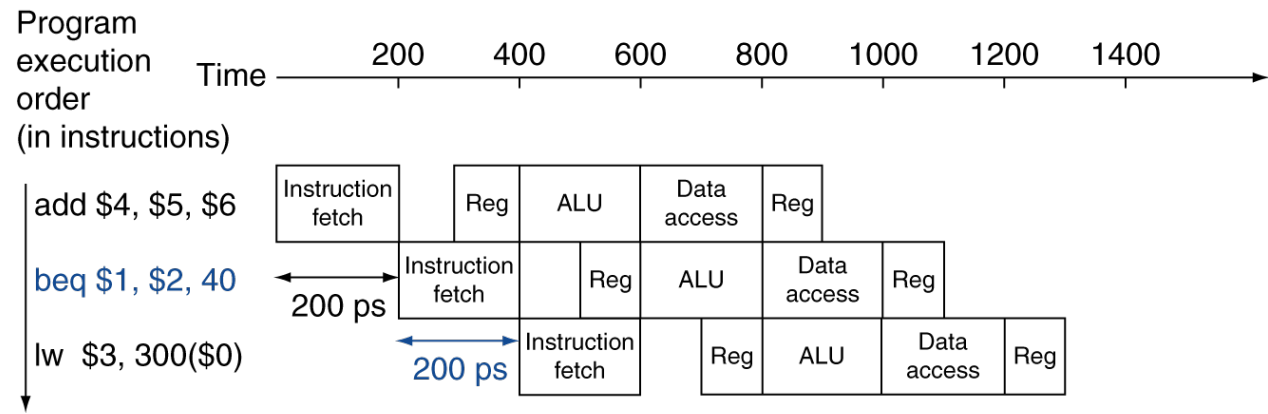 Program
execution
order
(in instructions)
Time
200 400 600 800 1000 1200 1400
add $4, $5, $6
Instruction
fetch
Reg
ALU
Data
access
Reg
beq $1, $2, 40
200 ps
Instruction
fetch
Reg
ALU
Data
access
Reg
lw $3, 300($0)
200 ps
Instruction
fetch
Reg
ALU
Data
access
Reg